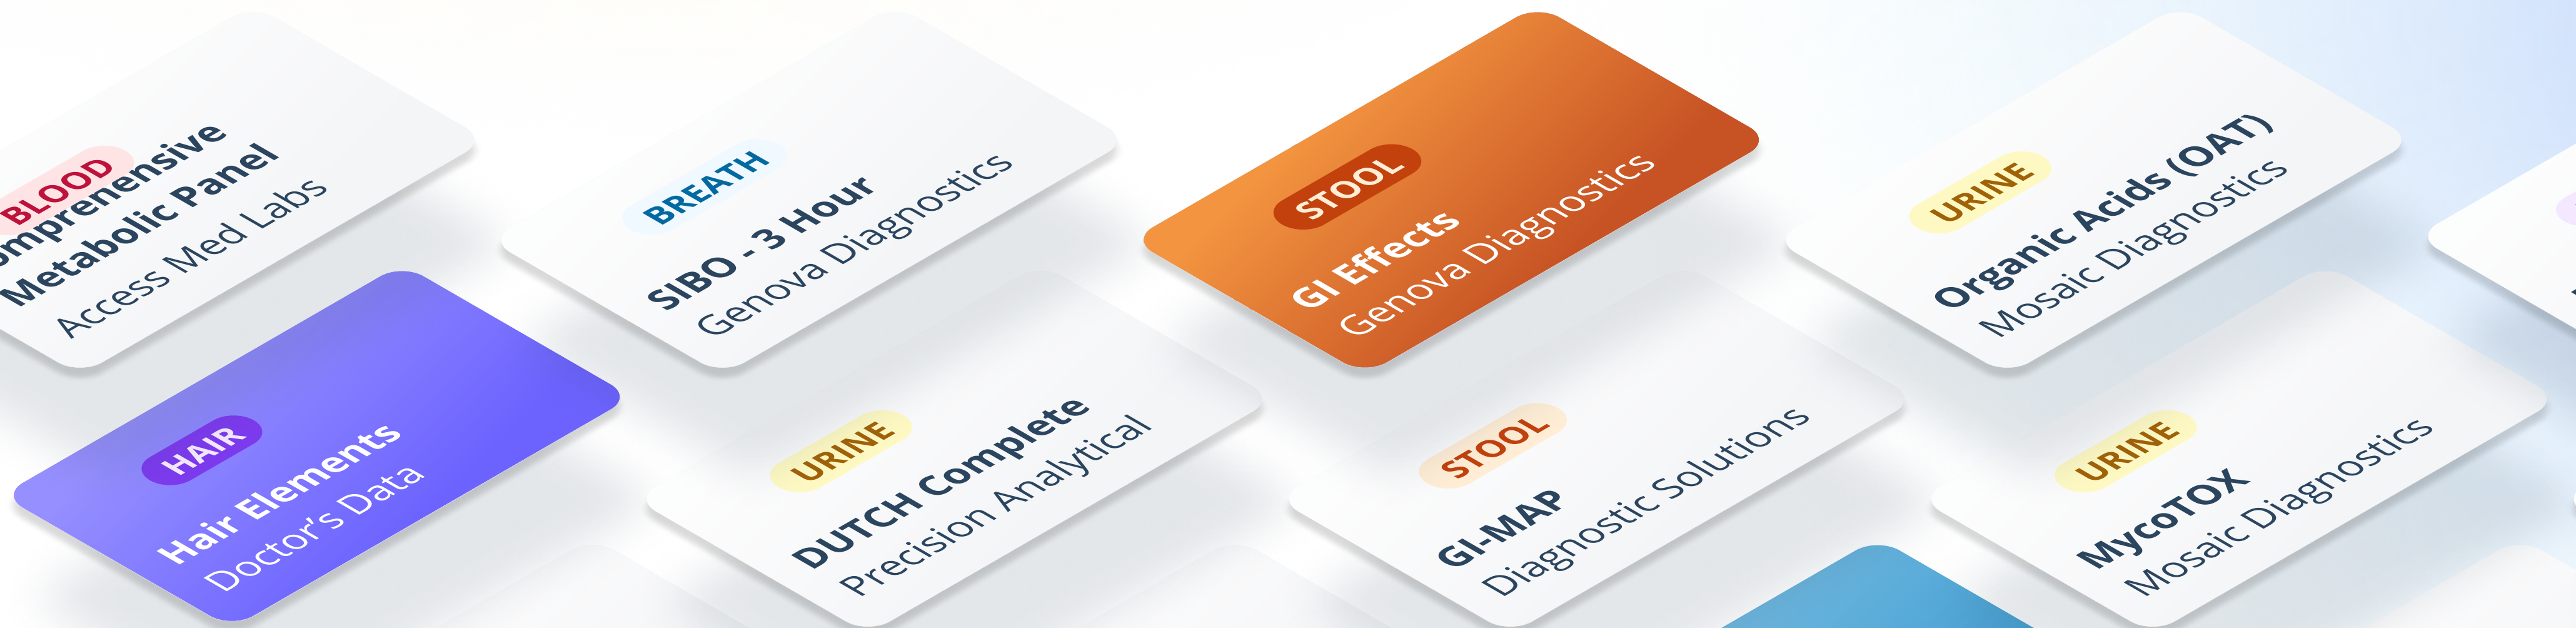 BLOOD
Metabolic Panel
Access Med Labs
BREATH
SIBO - 3 Hour
Genova Diagnostics
STOOL
GI Effects
Genova Diagnostics
URINE
Organic Acids (OAT)
Mosaic Diagnostics
HAIR
Hair Elements
Doctor's Data
URINE
DUTCH Complete
Precision Analytical
STOOL
GI-MAP
Diagnostic Solutions
URINE
MycoTOX
Mosaic Diagnostics